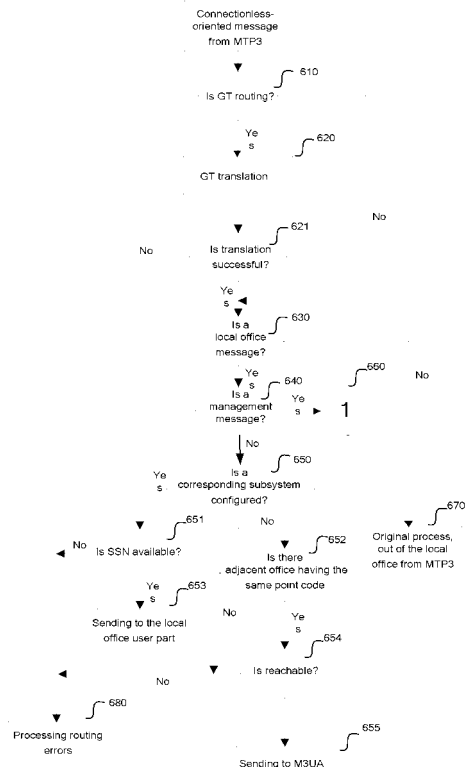 Connectionless-
oriented message
from MTP3
610
Is GT routing?
Ye
s
620
GT translation
No
621
No
Is translation
successful?
Ye
s
630
Is a
local office
message?
Ye
s
640
660
No
Is a
management
message?
Ye
s
1
No
650
Is a
corresponding subsystem
configured?
Ye
s
651
No
Is SSN available?
No
652
Is there
adjacent office having the
same point code
670
Original process,
out of the local
office from MTP3
Ye
s
653
Sending to the local
office user part
No
Ye
s
654
Is reachable?
No
680
Processing routing
errors
655
Sending to M3UA